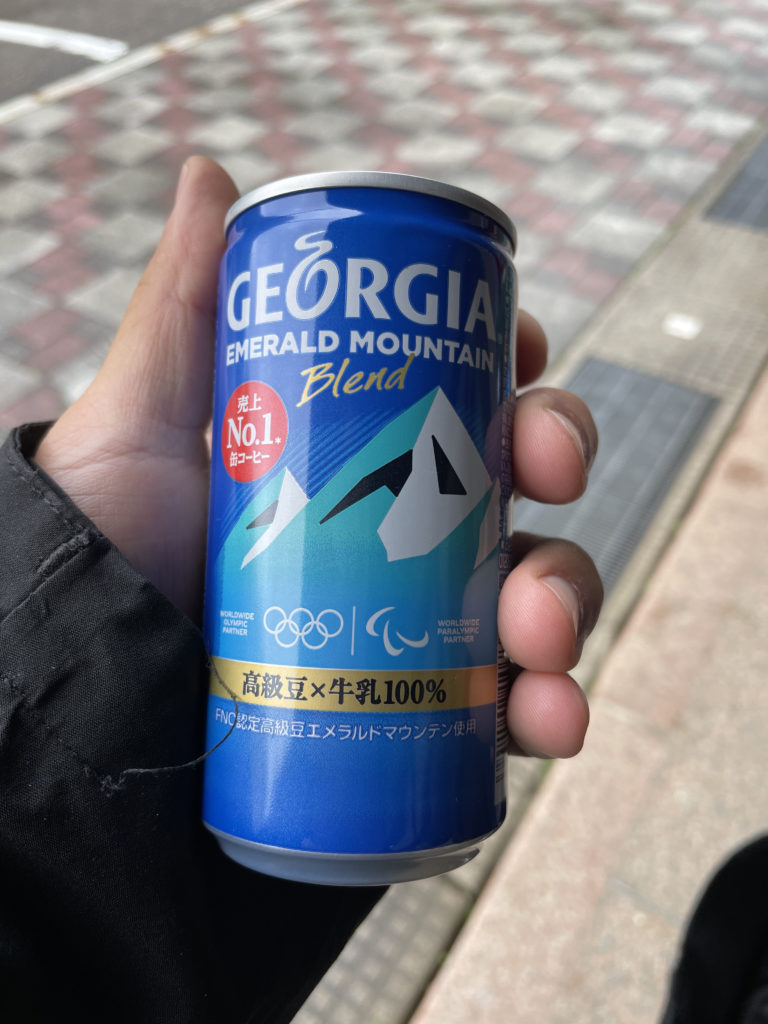 GEORGIA
EMERALD MOUNTAIN
Blend
売上
No.1*
缶コーヒー
WORLDWIDE
OLYMPIC
PARTNER
WORLDWIDE
PARALYMPIC
PARTNER
高級豆×牛乳100%
FNC認定高級豆エメラルドマウンテン使用